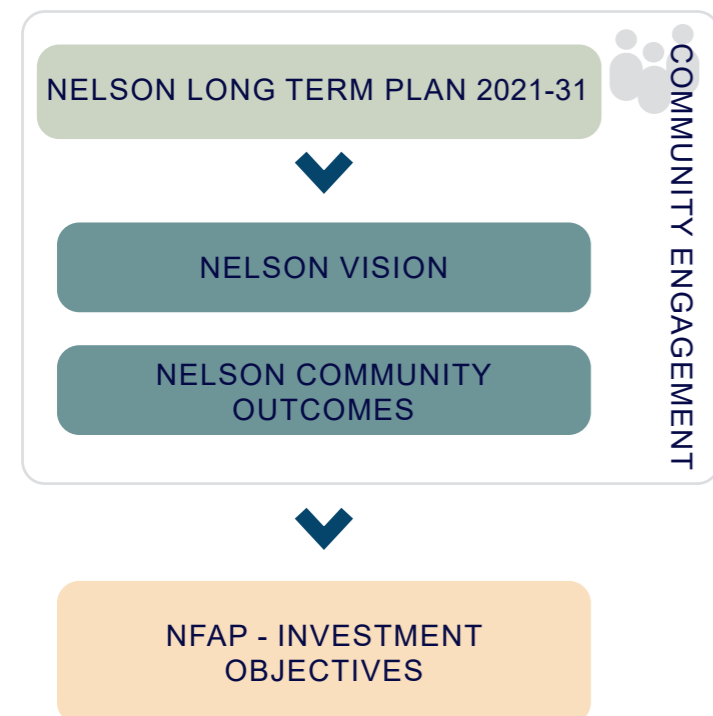 NELSON LONG TERM PLAN 2021-31
NELSON VISION
NELSON COMMUNITY
OUTCOMES
COMMUNITY ENGAGEMENT
NFAP - INVESTMENT
OBJECTIVES